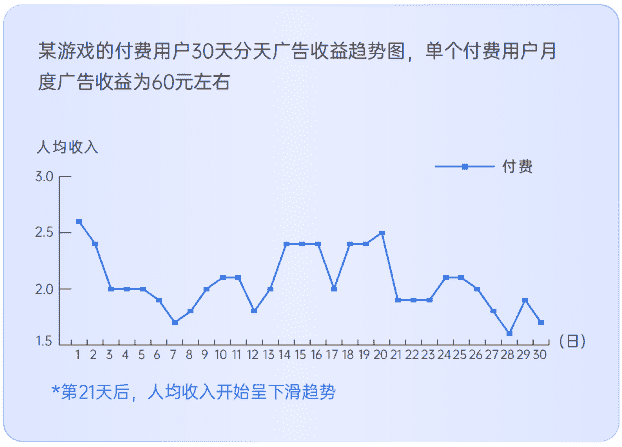 某游戏的付费用户30天分天广告收益趋势图，单个付费用户月
度广告收益为60元左右
人均收入
付费
3.0
2.5
2.0
1.5
1 2 3 4 5 6 7 8 9 10 11 12 13 14 15 16 17 18 19 20 21 22 23 24 25 26 27 28 29 30 (日)
*第21天后，人均收入开始呈下滑趋势